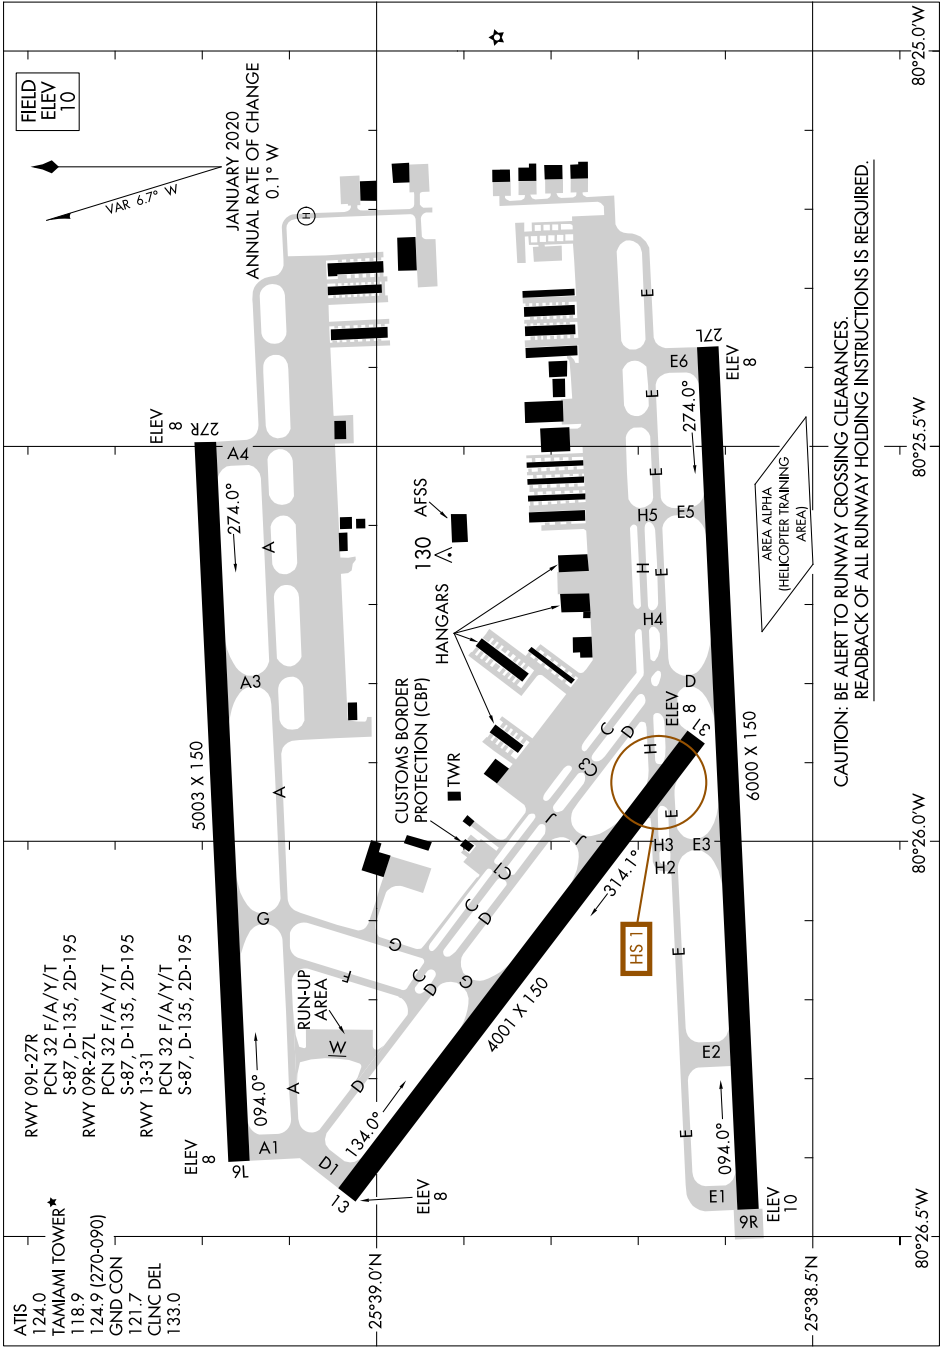 ATIS
124.0
TAMIAMI TOWER★
118.9
124.9 (270-090)
GND CON
121.7
CLNC DEL
133.0
RWY 09L-27R
PCN 32 F/A/Y/T
S-87, D-135, 2D-195
RWY 09R-27L
PCN 32 F/A/Y/T
S-87, D-135, 2D-195
RWY 13-31
PCN 32 F/A/Y/T
S-87, D-135, 2D-195
FIELD
ELEV
10
VAR 6.7° W
JANUARY 2020
ANNUAL RATE OF CHANGE
0.1° W
H
ELEV
8
9L
A1
094.0°
5003 X 150
274.0°
27R
ELEV
8
A4
A
A3
A
G
A
RUN-UP
AREA
W
F
G
D
D1
13
ELEV
8
134.0°
4001 X 150
314.1°
31
ELEV
8
C
D
G
C
D
C1
J
J
C3
C
D
CUSTOMS BORDER
PROTECTION (CBP)
TWR
HANGARS
130
AFSS
HS 1
H
H2
H3
E3
E
D
H4
H
E
H5
E5
E
E
E6
E
E
E2
E
E1
9R
ELEV
10
094.0°
6000 X 150
274.0°
27L
ELEV
8
AREA ALPHA
(HELICOPTER TRAINING
AREA)
CAUTION: BE ALERT TO RUNWAY CROSSING CLEARANCES.
READBACK OF ALL RUNWAY HOLDING INSTRUCTIONS IS REQUIRED.
25°39.0'N
25°38.5'N
80°26.5'W
80°26.0'W
80°25.5'W
80°25.0'W